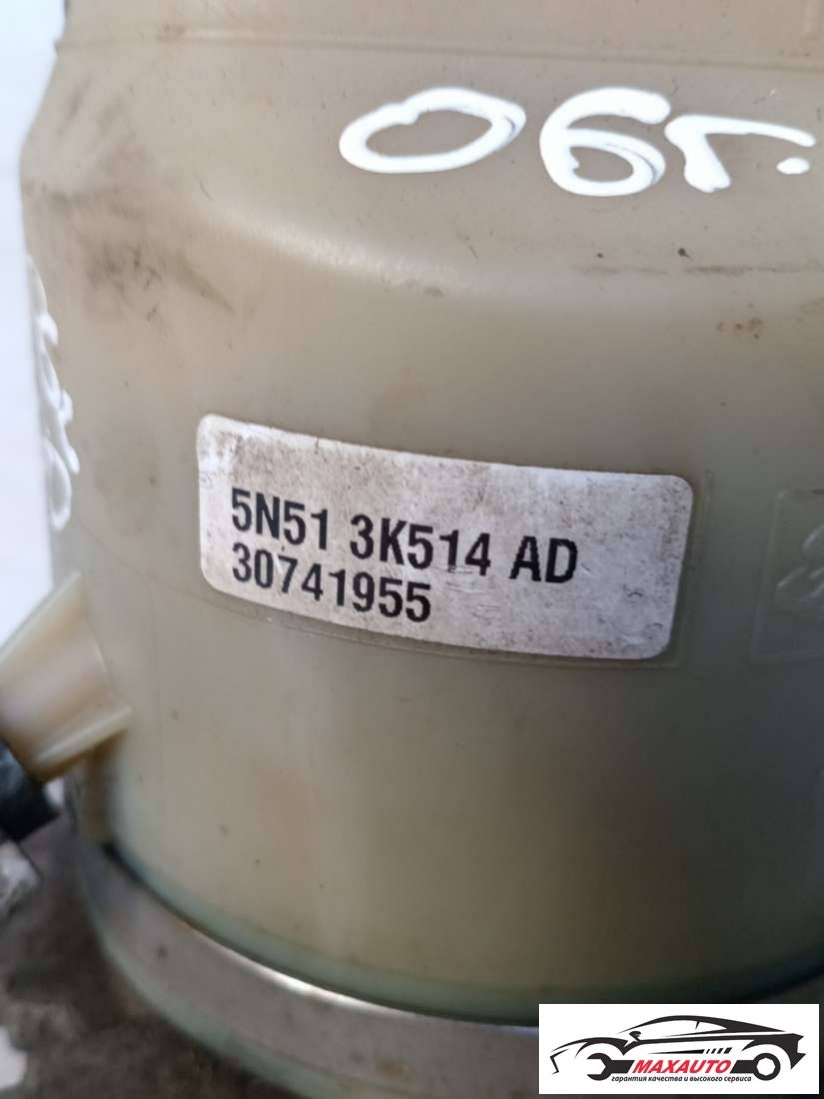 06г.
5N51 3K514 AD
30741955
MAXAUTO
гарантия качества и высокого сервиса